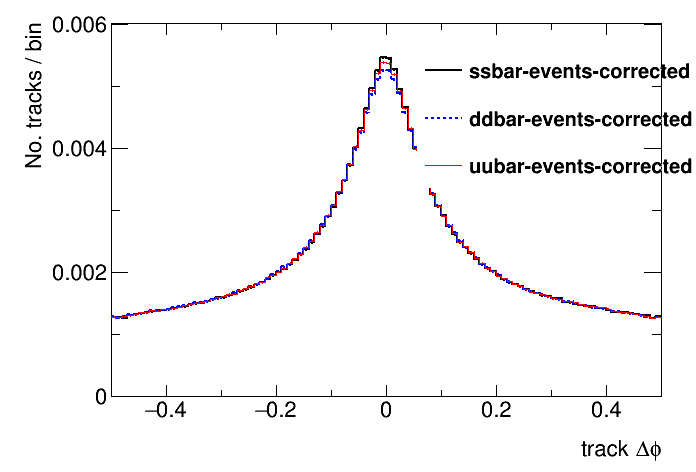 0.006
No. tracks / bin
ssbar-events-corrected
ddbar-events-corrected
0.004
uubar-events-corrected
0.002
0
−0.4
−0.2
0
0.2
0.4
track Δϕ